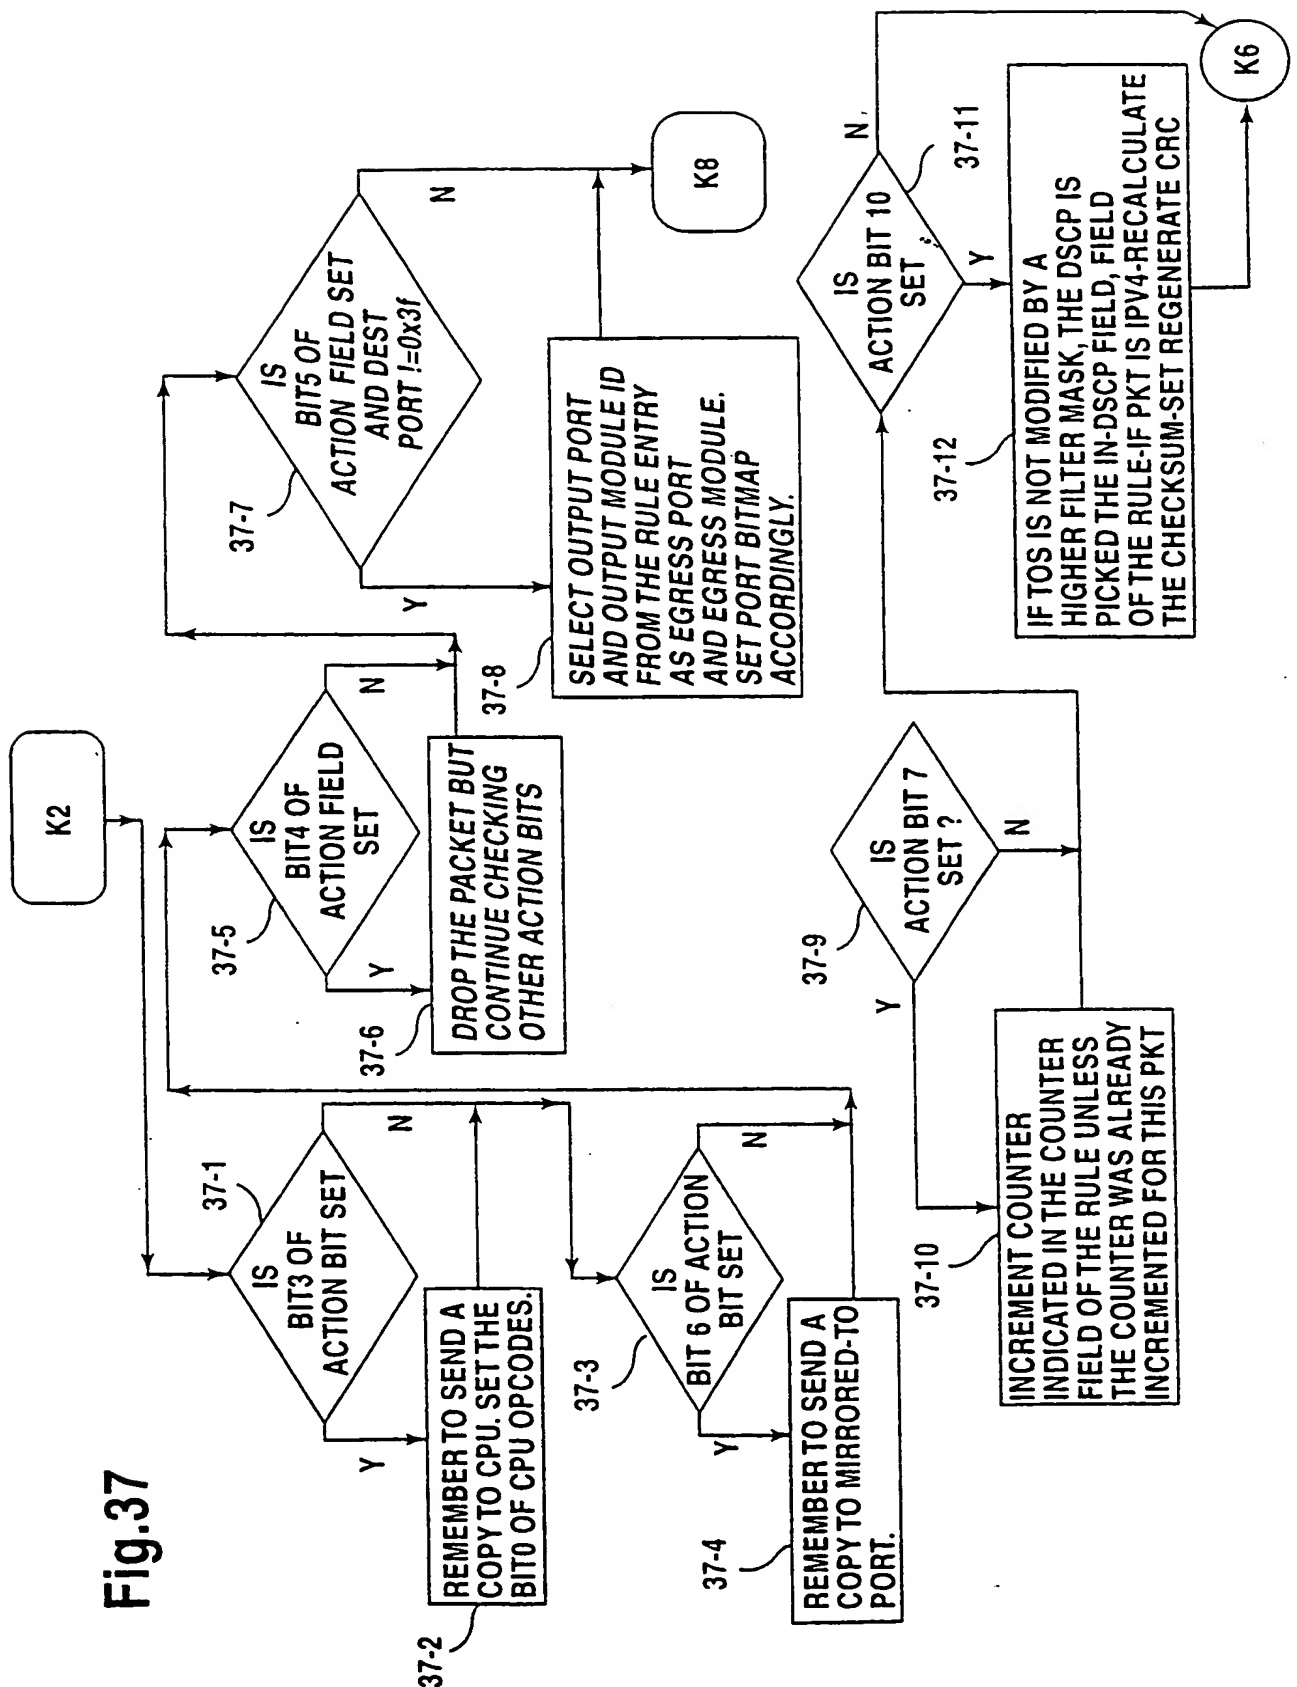 Fig.37
K2
37-1
IS
BIT3 OF
ACTION BIT SET
Y
N
37-2
REMEMBER TO SEND A
COPY TO CPU. SET THE
BIT0 OF CPU OPCODES.
37-3
IS
BIT 6 OF ACTION
BIT SET
Y
N
37-4
REMEMBER TO SEND A
COPY TO MIRRORED-TO
PORT.
37-5
IS
BIT4 OF
ACTION FIELD
SET
Y
N
37-6
DROP THE PACKET BUT
CONTINUE CHECKING
OTHER ACTION BITS
37-7
IS
BIT5 OF
ACTION FIELD SET
AND DEST
PORT !=0x3f
Y
N
37-8
SELECT OUTPUT PORT
AND OUTPUT MODULE ID
FROM THE RULE ENTRY
AS EGRESS PORT
AND EGRESS MODULE.
SET PORT BITMAP
ACCORDINGLY.
K8
37-9
IS
ACTION BIT 7
SET ?
Y
N
37-10
INCREMENT COUNTER
INDICATED IN THE COUNTER
FIELD OF THE RULE UNLESS
THE COUNTER WAS ALREADY
INCREMENTED FOR THIS PKT
37-11
IS
ACTION BIT 10
SET
N
Y
37-12
IF TOS IS NOT MODIFIED BY A
HIGHER FILTER MASK, THE DSCP IS
PICKED THE IN-DSCP FIELD, FIELD
OF THE RULE-IF PKT IS IPV4-RECALCULATE
THE CHECKSUM-SET REGENERATE CRC
K6